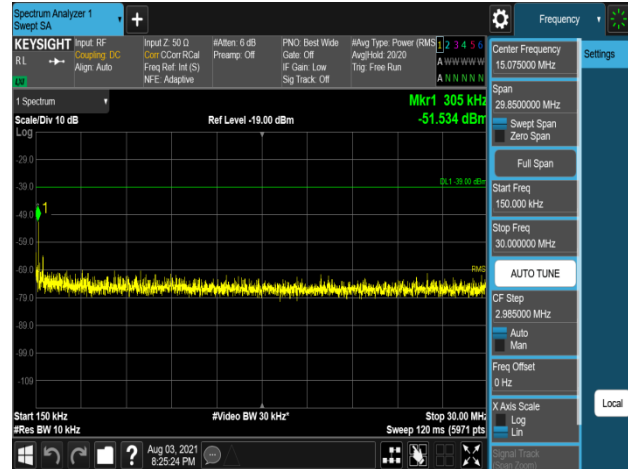 Spectrum Analyzer 1
Swept SA
Frequency
KEYSIGHT
RL
Input: RF
Coupling: DC
Align: Auto
Input Z: 50 Ω
Corr CCorr RCal
Freq Ref: Int (S)
NFE: Adaptive
#Atten: 6 dB
Preamp: Off
PNO: Best Wide
Gate: Off
IF Gain: Low
Sig Track: Off
#Avg Type: Power (RMS
Avg|Hold: 20/20
Trig: Free Run
1 2 3 4 5 6
A W W W W W
A N N N N N
LW
Center Frequency
15.075000 MHz
Settings
1 Spectrum
Mkr1 305 kHz
Scale/Div 10 dB
Ref Level -19.00 dBm
-51.534 dBm
Log
-29.0
-39.0
-49.0
-59.0
-69.0
-79.0
-89.0
-99.0
-109
DL1 -39.00 dBm
1
RMS
Start 150 kHz
#Video BW 30 kHz*
Stop 30.00 MHz
#Res BW 10 kHz
Sweep 120 ms (5971 pts
Span
29.8500000 MHz
Swept Span
Zero Span
Full Span
Start Freq
150.000 kHz
Stop Freq
30.000000 MHz
AUTO TUNE
CF Step
2.985000 MHz
Auto
Man
Freq Offset
0 Hz
X Axis Scale
Log
Lin
Local
Signal Track
(Span Zoom)
?
Aug 03, 2021
8:25:24 PM